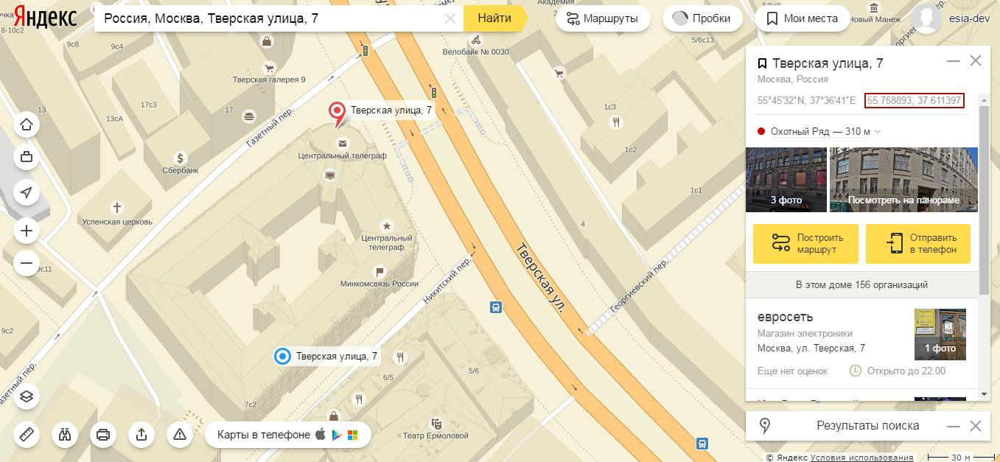 Яндекс
Россия, Москва, Тверская улица, 7
Найти
Маршруты
Пробки
Мои места
esia-dev
8-10с2
9с8
9с4
Тверская галерея 9
Велобайк № 0030
Академия
5/6с8
5/6с13
Новый Манеж
13
13сА
17с3
17
Газетный пер.
Тверская улица, 7
Центральный телеграф
1с3
1с2
1с1
4
Сбербанк
Успенская церковь
Центральный
телеграф
Минкомсвязь России
Никитский пер.
Тверская ул.
Георгиевский пер.
9с2
Газетный пер.
Тверская улица, 7
6/5
5/6
7с2
Театр Ермоловой
Карты в телефоне
Тверская улица, 7
Москва, Россия
55°45'32"N, 37°36'41"E 55.758893, 37.611397
Охотный Ряд — 310 м
3 фото
Посмотреть на панораме
Построить
маршрут
Отправить
в телефон
В этом доме 156 организаций
евросеть
Магазин электроники
Москва, ул. Тверская, 7
1 фото
Еще нет оценок
Открыто до 22:00
Результаты поиска
© Яндекс Условия использования
30 м